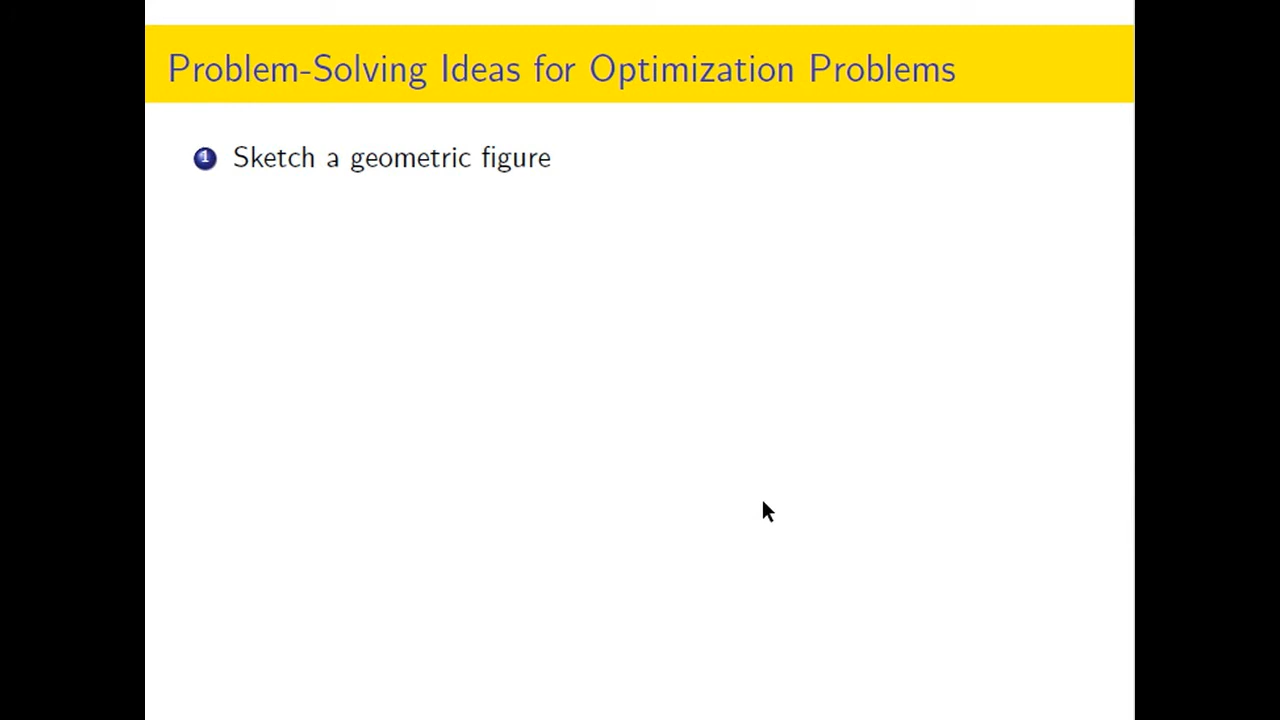 Problem-Solving Ideas for Optimization Problems
1 Sketch a geometric figure